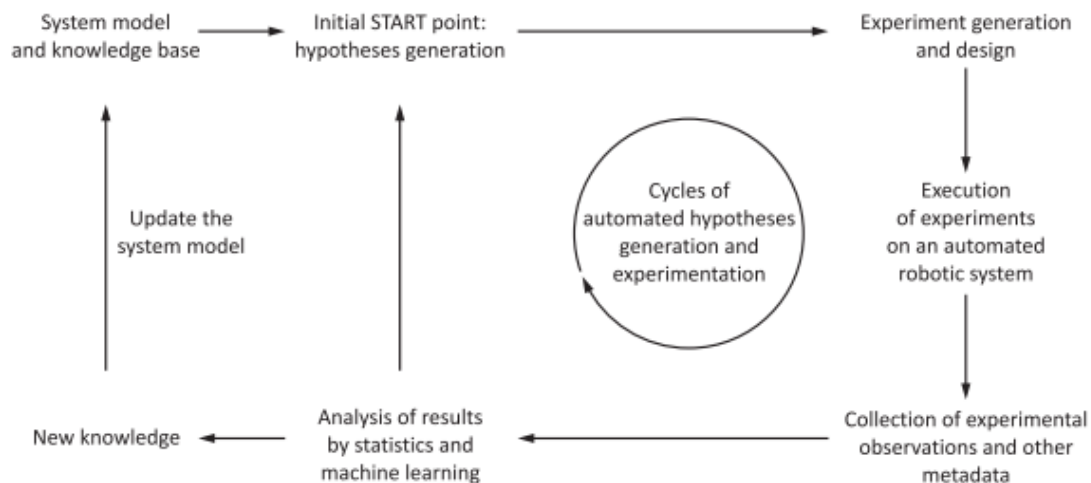 System model
and knowledge base
Initial START point:
hypotheses generation
Experiment generation
and design
Cycles of
automated hypotheses
generation and
experimentation
Execution
of experiments
on an automated
robotic system
Update the
system model
New knowledge
Analysis of results
by statistics and
machine learning
Collection of experimental
observations and other
metadata